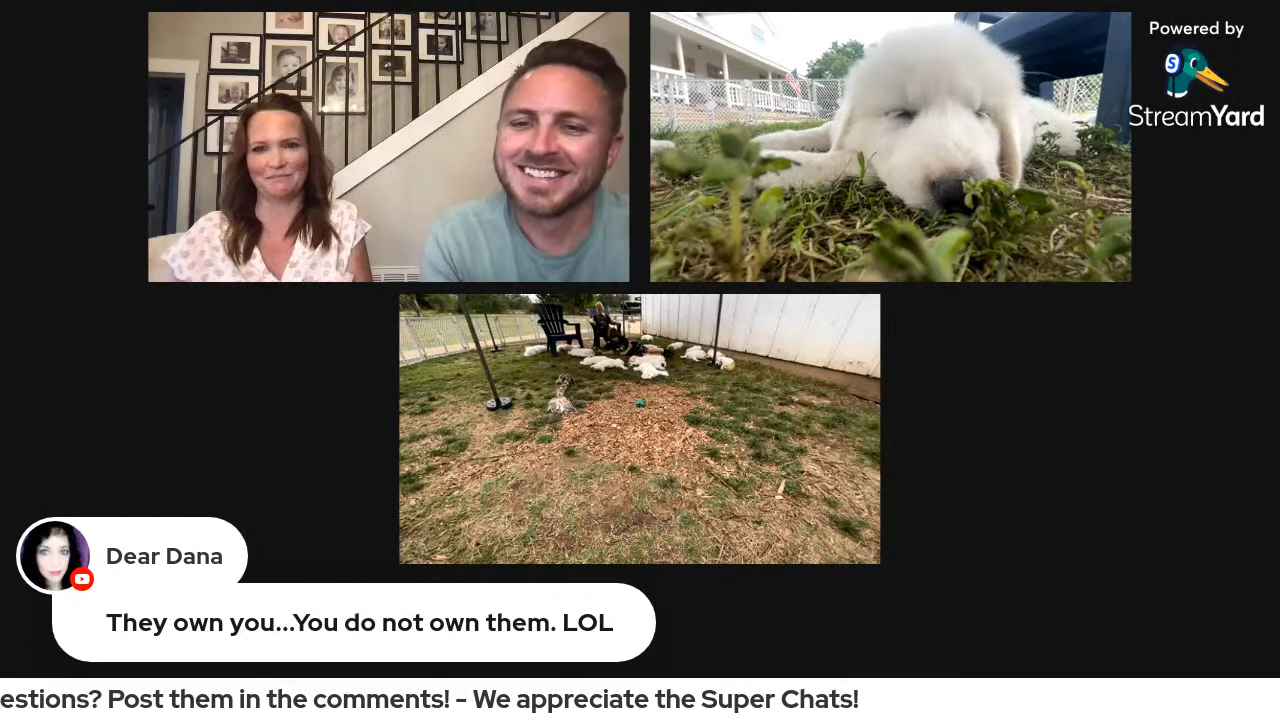 Powered by
StreamYard
Dear Dana
They own you...You do not own them. LOL
estions? Post them in the comments! - We appreciate the Super Chats!